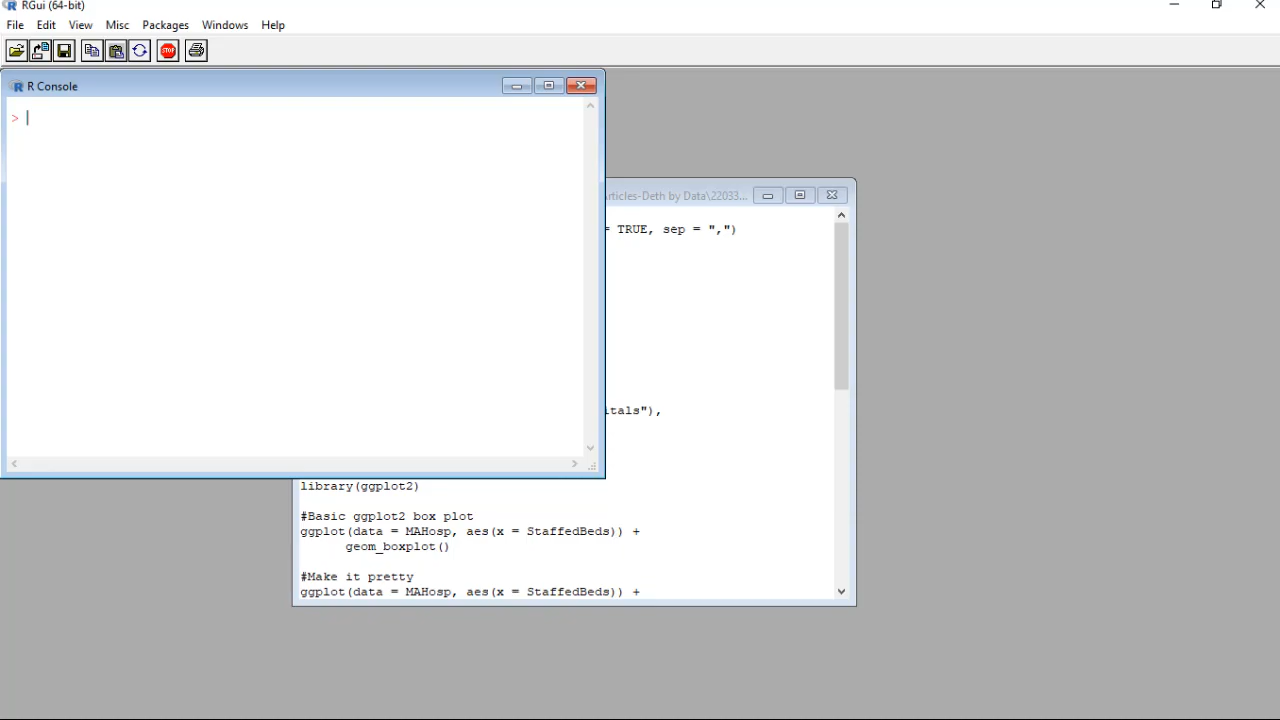 RGui (64-bit)
File Edit View Misc Packages Windows Help
STOP
R Console
>
rticles-Deth by Data\22033...
= TRUE, sep = ",")
itals"),
library(ggplot2)
#Basic ggplot2 box plot
ggplot(data = MAHosp, aes(x = StaffedBeds)) +
geom_boxplot()
#Make it pretty
ggplot(data = MAHosp, aes(x = StaffedBeds)) +